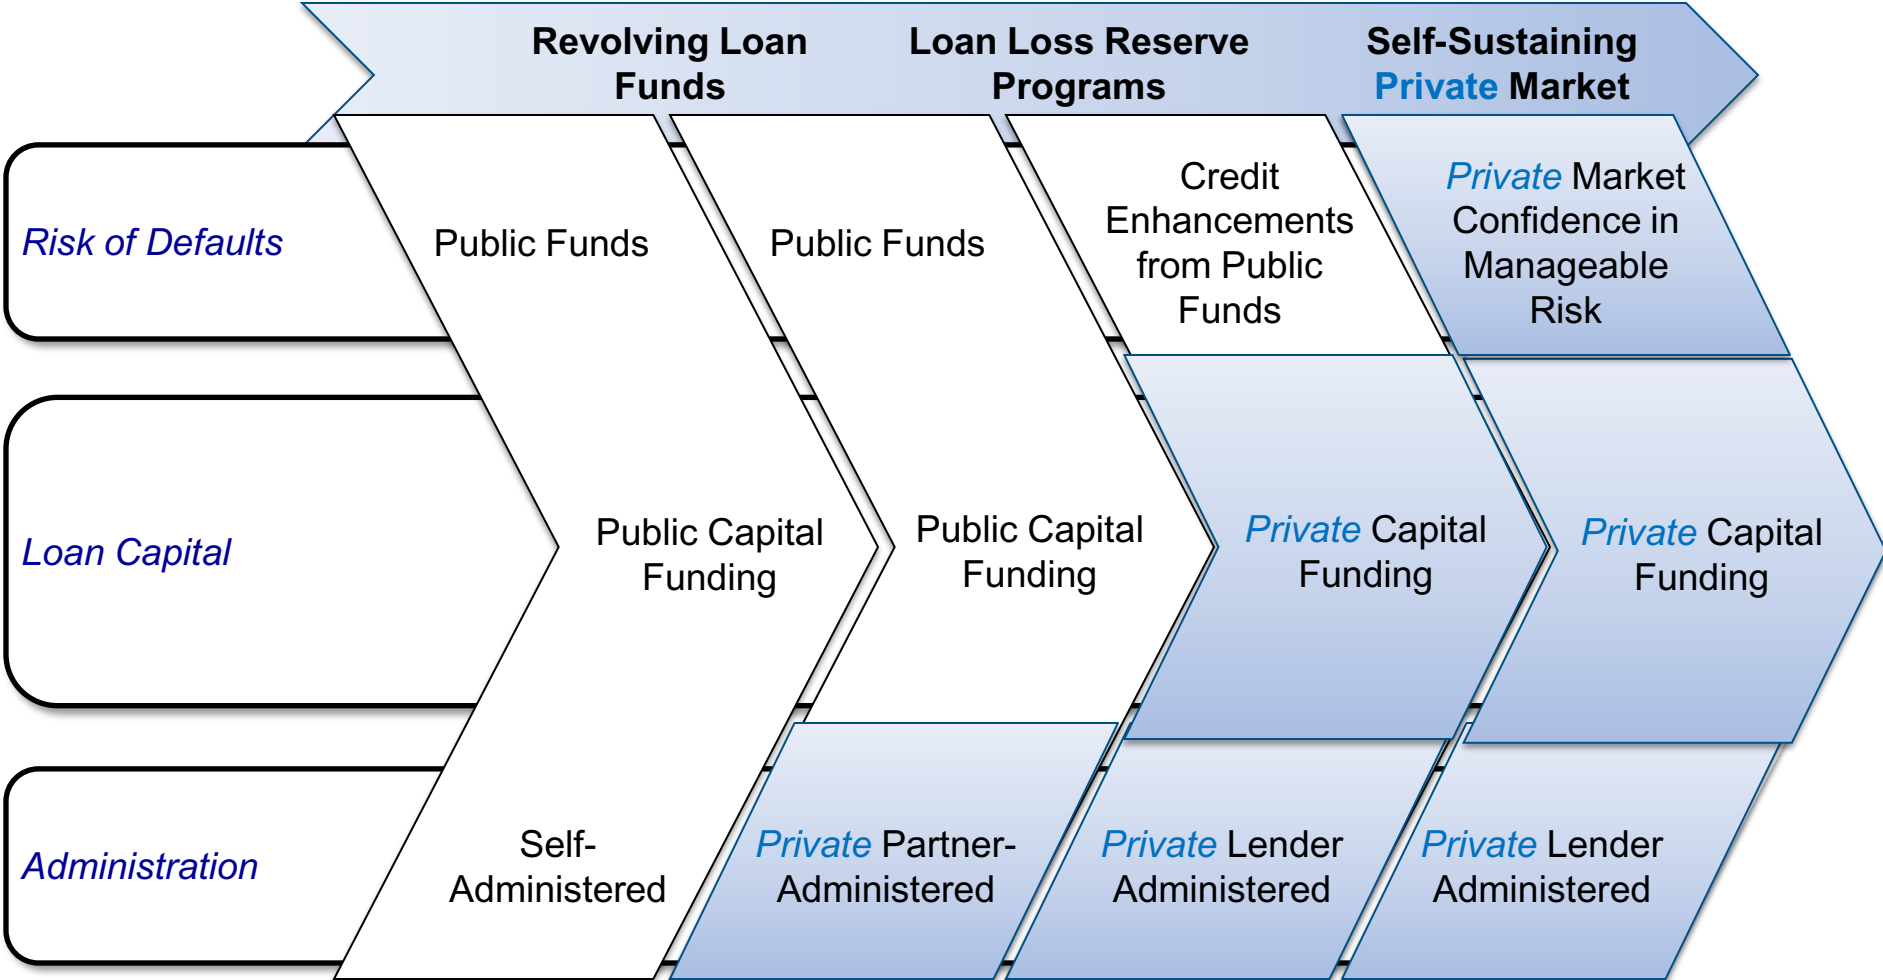 Revolving Loan
Funds
Loan Loss Reserve
Programs
Self-Sustaining
Private Market
Risk of Defaults
Public Funds
Public Funds
Credit
Enhancements
from Public
Funds
Private Market
Confidence in
Manageable
Risk
Loan Capital
Public Capital
Funding
Public Capital
Funding
Private Capital
Funding
Private Capital
Funding
Administration
Self-
Administered
Private Partner-
Administered
Private Lender
Administered
Private Lender
Administered